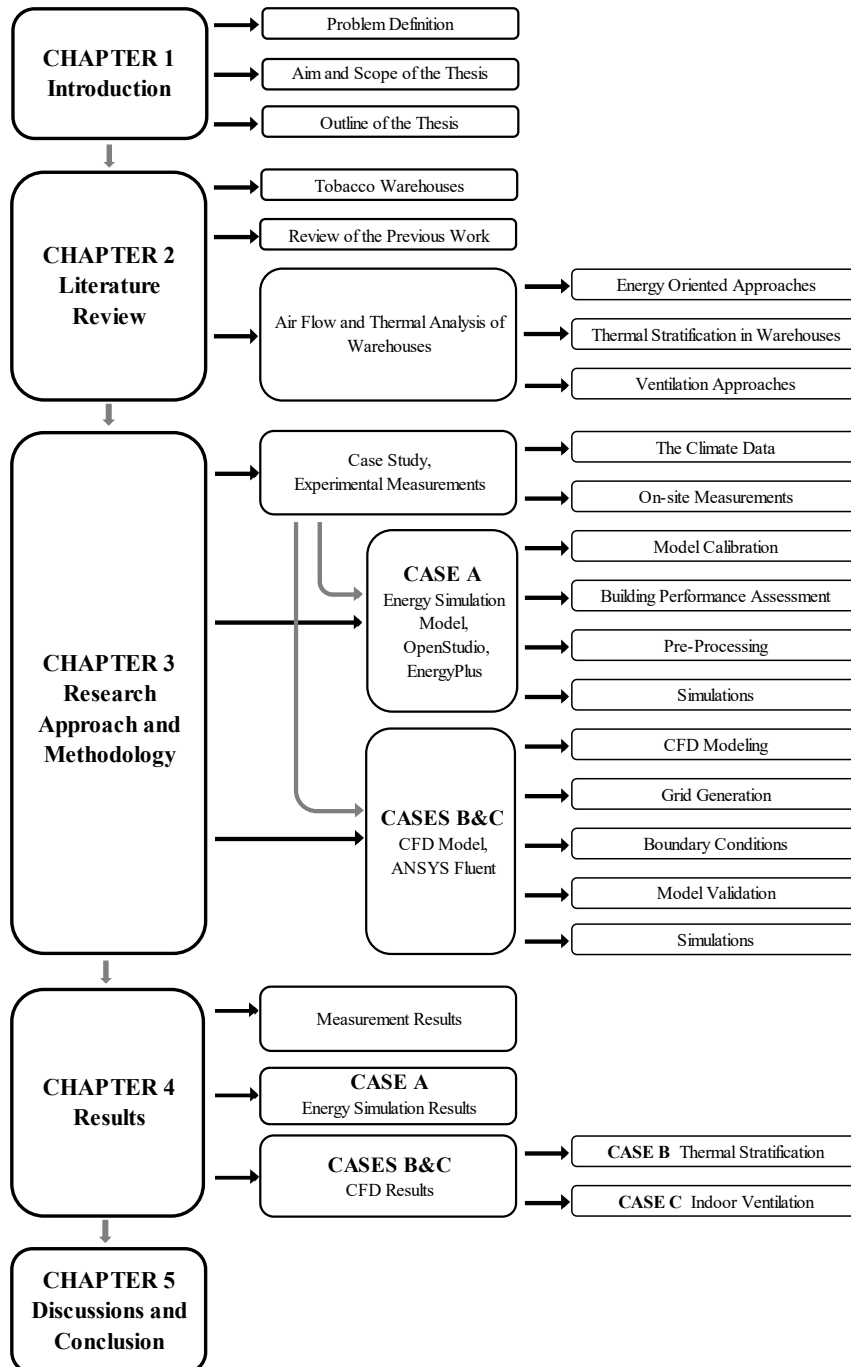 CHAPTER 1
Introduction
Problem Definition
Aim and Scope of the Thesis
Outline of the Thesis
CHAPTER 2
Literature
Review
Tobacco Warehouses
Review of the Previous Work
Air Flow and Thermal Analysis of
Warehouses
Energy Oriented Approaches
Thermal Stratification in Warehouses
Ventilation Approaches
CHAPTER 3
Research
Approach and
Methodology
Case Study,
Experimental Measurements
The Climate Data
On-site Measurements
CASE A
Energy Simulation
Model,
OpenStudio,
EnergyPlus
Model Calibration
Building Performance Assessment
Pre-Processing
Simulations
CASES B&C
CFD Model,
ANSYS Fluent
CFD Modeling
Grid Generation
Boundary Conditions
Model Validation
Simulations
CHAPTER 4
Results
Measurement Results
CASE A
Energy Simulation Results
CASES B&C
CFD Results
CASE B Thermal Stratification
CASE C Indoor Ventilation
CHAPTER 5
Discussions and
Conclusion